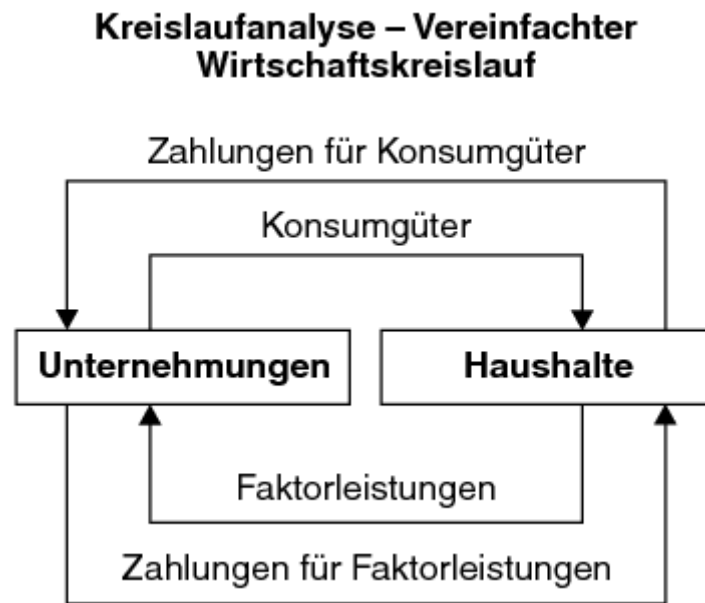 Kreislaufanalyse – Vereinfachter
Wirtschaftskreislauf
Zahlungen für Konsumgüter
Konsumgüter
Unternehmungen
Haushalte
Faktorleistungen
Zahlungen für Faktorleistungen